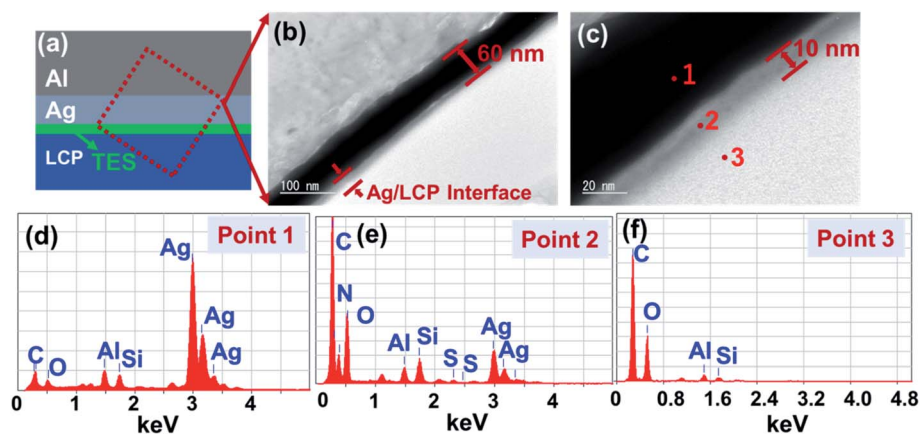 (a)
Al
Ag
LCP
TES
(b)
60 nm
100 nm
Ag/LCP Interface
(c)
10 nm
1
2
3
20 nm
(d)
Point 1
Ag
Ag
Ag
C
O
Al
Si
0 1 2 3 4
keV
(e)
Point 2
C
N
O
Al
Si
S
S
Ag
Ag
0 1 2 3 4
keV
(f)
Point 3
C
O
Al
Si
0 0.8 1.6 2.4 3.2 4.0 4.8
keV